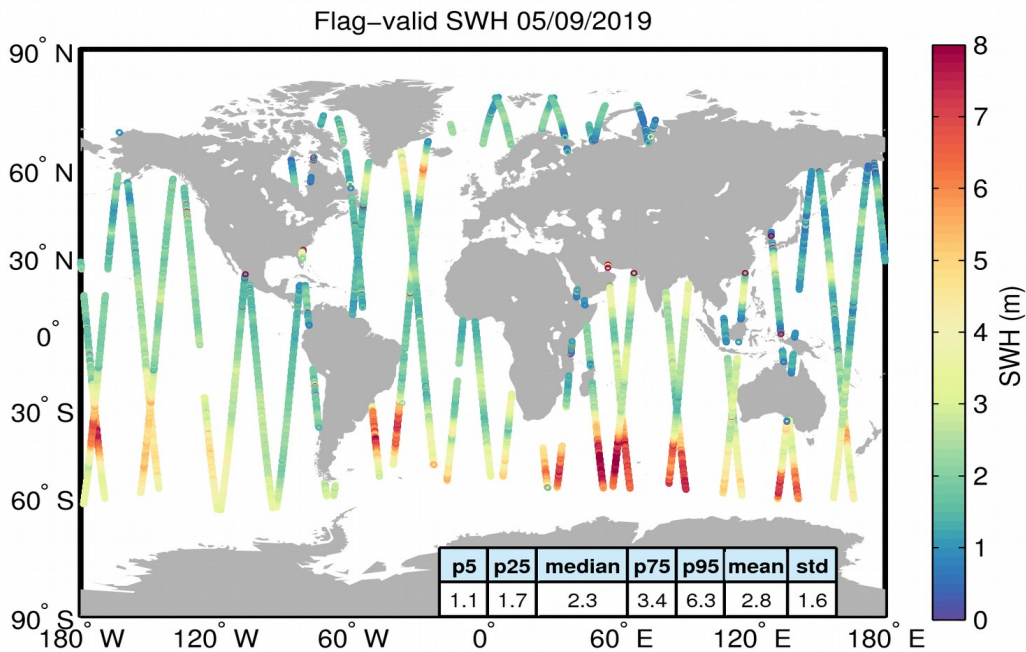 Flag−valid SWH 05/09/2019
90° N
60° N
30° N
0°
30° S
60° S
90° S
180° W
120° W
60° W
0°
60° E
120° E
180° E
p5 p25 median p75 p95 mean std
1.1 1.7 2.3 3.4 6.3 2.8 1.6
8
7
6
5
4
3
2
1
0
SWH (m)